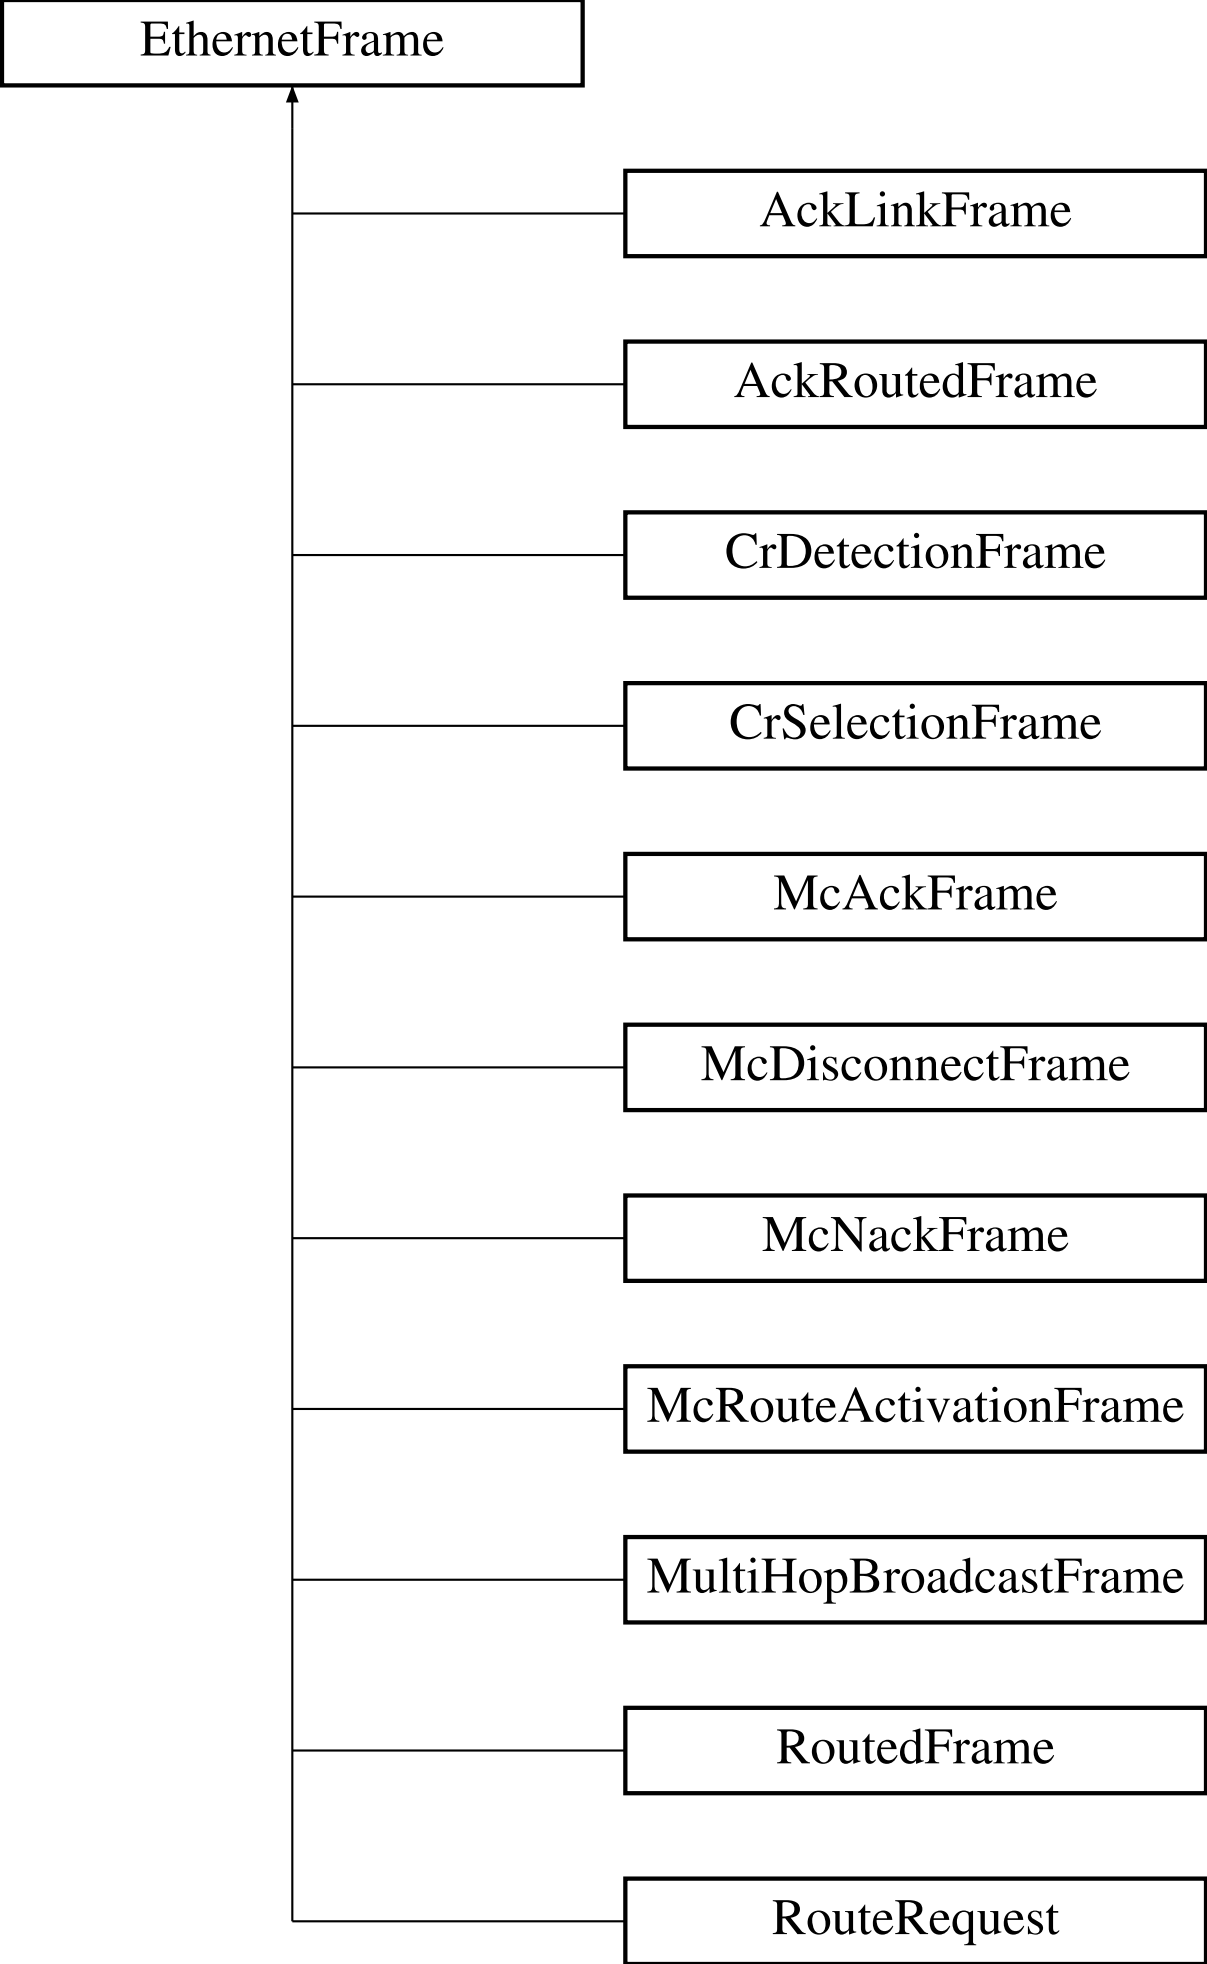 EthernetFrame
AckLinkFrame
AckRoutedFrame
CrDetectionFrame
CrSelectionFrame
McAckFrame
McDisconnectFrame
McNackFrame
McRouteActivationFrame
MultiHopBroadcastFrame
RoutedFrame
RouteRequest